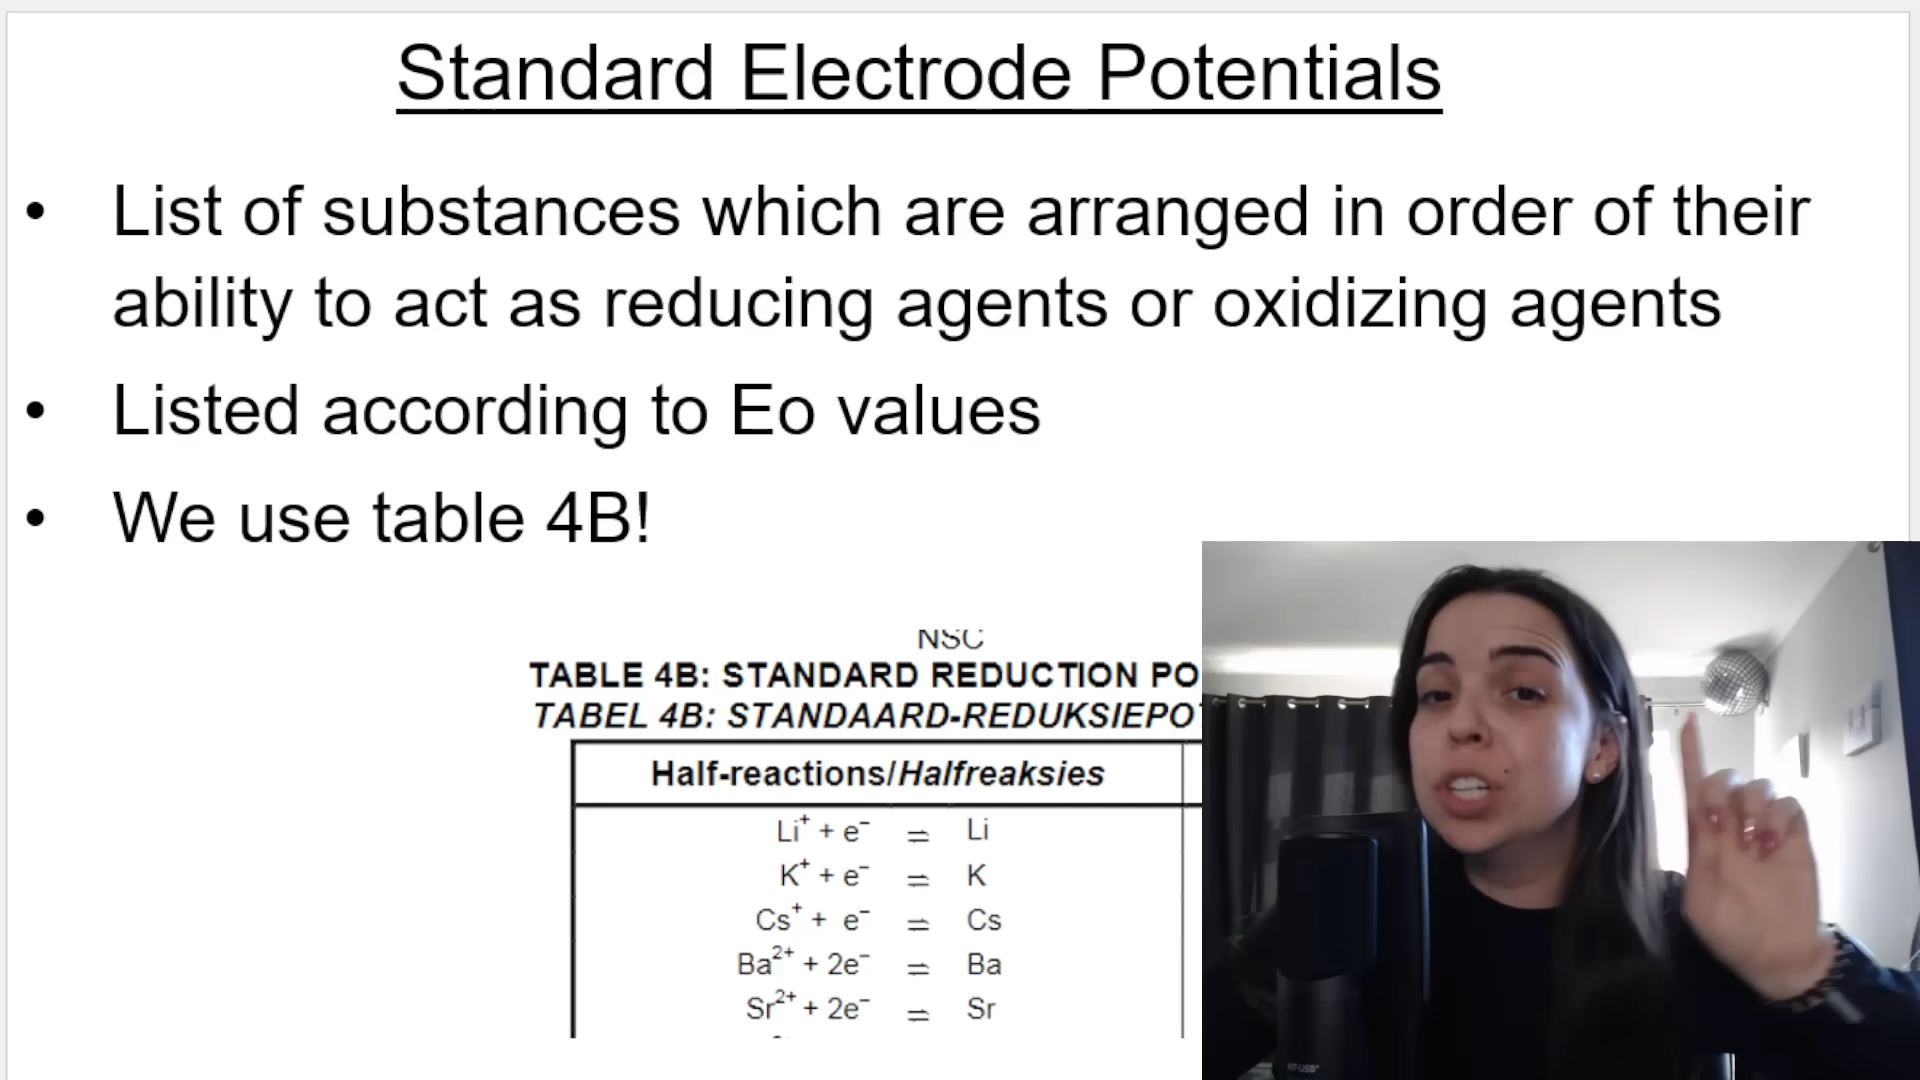 Standard Electrode Potentials
• List of substances which are arranged in order of their
ability to act as reducing agents or oxidizing agents
• Listed according to Eo values
• We use table 4B!
NSC
TABLE 4B: STANDARD REDUCTION PO
TABEL 4B: STANDAARD-REDUKSIEPO
Half-reactions/Halfreaksies
Li⁺ + e⁻ ⇌ Li
K⁺ + e⁻ ⇌ K
Cs⁺ + e⁻ ⇌ Cs
Ba²⁺ + 2e⁻ ⇌ Ba
Sr²⁺ + 2e⁻ ⇌ Sr